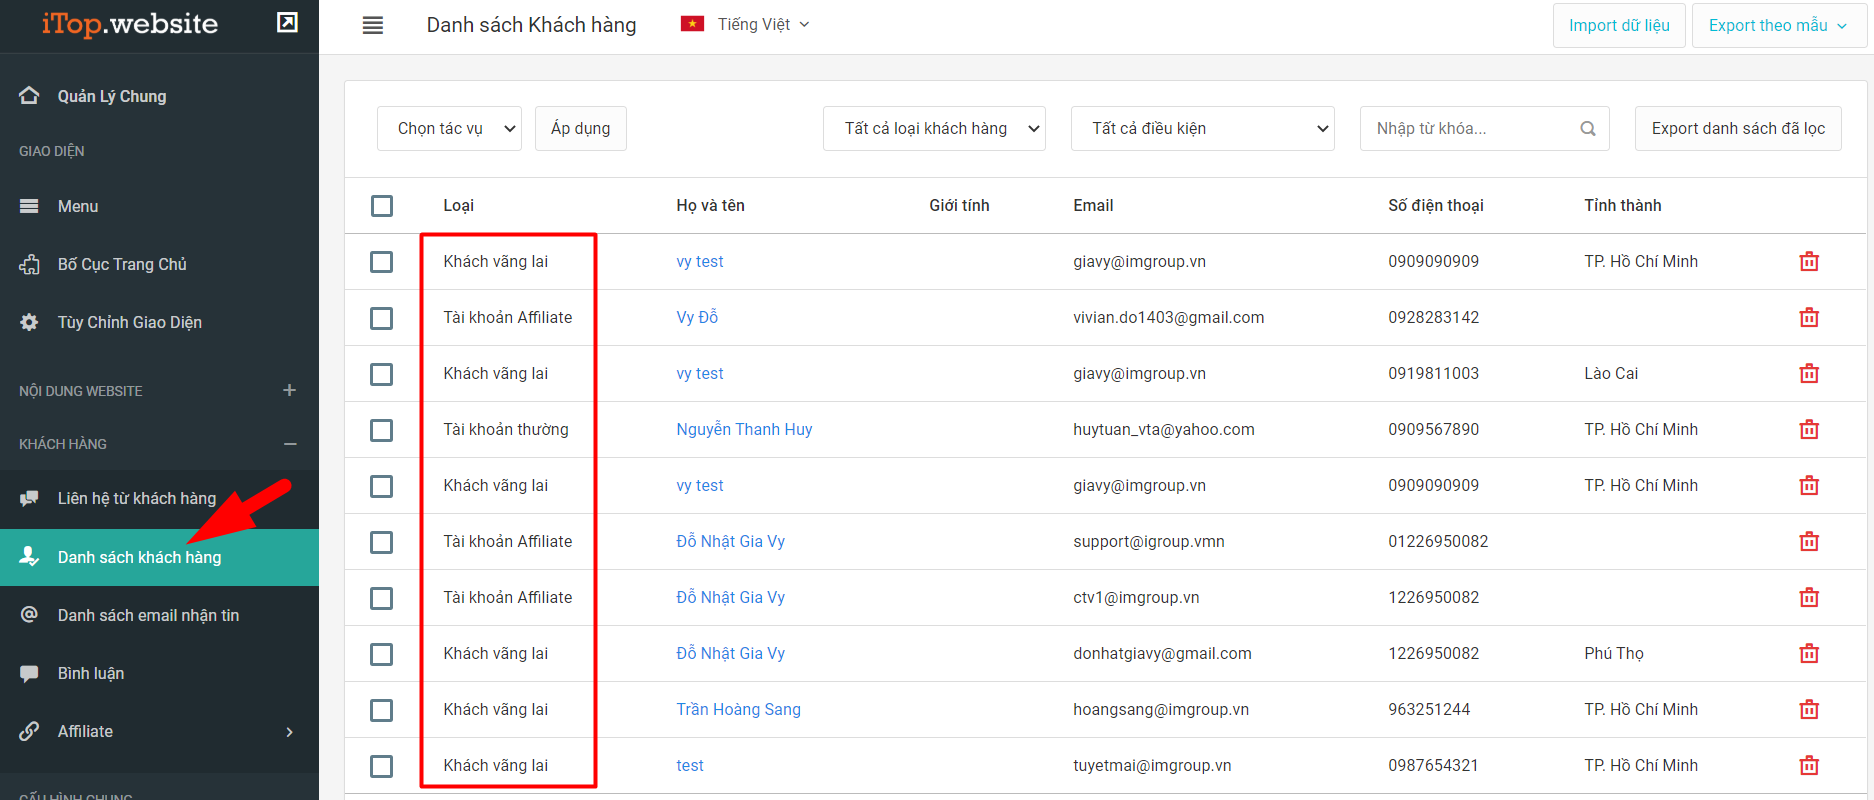 iTop.website
Quản Lý Chung
GIAO DIỆN
Menu
Bố Cục Trang Chủ
Tùy Chỉnh Giao Diện
NỘI DUNG WEBSITE
KHÁCH HÀNG
Liên hệ từ khách hàng
Danh sách khách hàng
Danh sách email nhận tin
Bình luận
Affiliate
CẤU HÌNH CHUNG
Danh sách Khách hàng Tiếng Việt Import dữ liệu Export theo mẫu
Chọn tác vụ Áp dụng Tất cả loại khách hàng Tất cả điều kiện Nhập từ khóa... Export danh sách đã lọc
Loại Họ và tên Giới tính Email Số điện thoại Tỉnh thành
Khách vãng lai vy test giavy@imgroup.vn 0909090909 TP. Hồ Chí Minh
Tài khoản Affiliate Vy Đỗ vivian.do1403@gmail.com 0928283142
Khách vãng lai vy test giavy@imgroup.vn 0919811003 Lào Cai
Tài khoản thường Nguyễn Thanh Huy huytuan_vta@yahoo.com 0909567890 TP. Hồ Chí Minh
Khách vãng lai vy test giavy@imgroup.vn 0909090909 TP. Hồ Chí Minh
Tài khoản Affiliate Đỗ Nhật Gia Vy support@igroup.vmn 01226950082
Tài khoản Affiliate Đỗ Nhật Gia Vy ctv1@imgroup.vn 1226950082
Khách vãng lai Đỗ Nhật Gia Vy donhatgiavy@gmail.com 1226950082 Phú Thọ
Khách vãng lai Trần Hoàng Sang hoangsang@imgroup.vn 963251244 TP. Hồ Chí Minh
Khách vãng lai test tuyetmai@imgroup.vn 0987654321 TP. Hồ Chí Minh